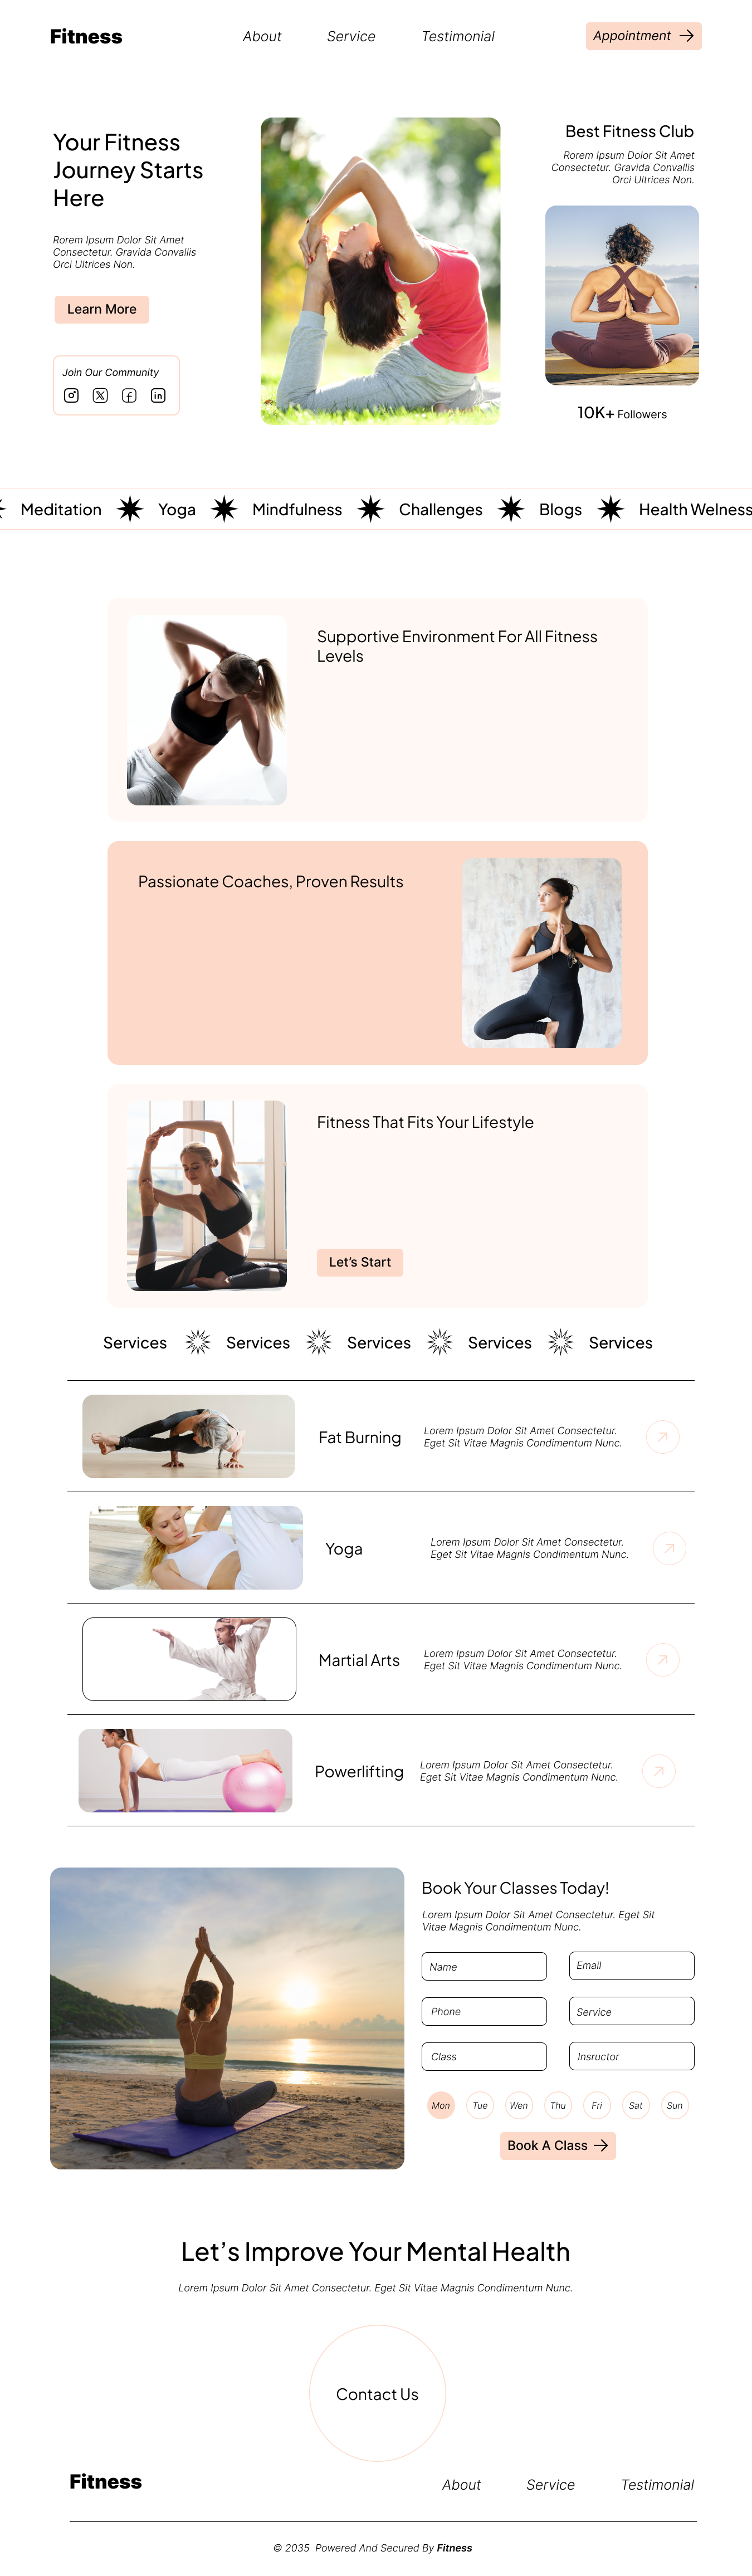 Fitness
About
Service
Testimonial
Appointment
Your Fitness
Journey Starts
Here
Rorem Ipsum Dolor Sit Amet
Consectetur. Gravida Convallis
Orci Ultrices Non.
Learn More
Join Our Community
Best Fitness Club
Rorem Ipsum Dolor Sit Amet
Consectetur. Gravida Convallis
Orci Ultrices Non.
10K+ Followers
Meditation
Yoga
Mindfulness
Challenges
Blogs
Health Welness
Supportive Environment For All Fitness
Levels
Passionate Coaches, Proven Results
Fitness That Fits Your Lifestyle
Let's Start
Services
Services
Services
Services
Services
Fat Burning
Lorem Ipsum Dolor Sit Amet Consectetur.
Eget Sit Vitae Magnis Condimentum Nunc.
Yoga
Lorem Ipsum Dolor Sit Amet Consectetur.
Eget Sit Vitae Magnis Condimentum Nunc.
Martial Arts
Lorem Ipsum Dolor Sit Amet Consectetur.
Eget Sit Vitae Magnis Condimentum Nunc.
Powerlifting
Lorem Ipsum Dolor Sit Amet Consectetur.
Eget Sit Vitae Magnis Condimentum Nunc.
Book Your Classes Today!
Lorem Ipsum Dolor Sit Amet Consectetur. Eget Sit
Vitae Magnis Condimentum Nunc.
Name
Email
Phone
Service
Class
Insructor
Mon
Tue
Wen
Thu
Fri
Sat
Sun
Book A Class
Let's Improve Your Mental Health
Lorem Ipsum Dolor Sit Amet Consectetur. Eget Sit Vitae Magnis Condimentum Nunc.
Contact Us
Fitness
About
Service
Testimonial
© 2035 Powered And Secured By Fitness